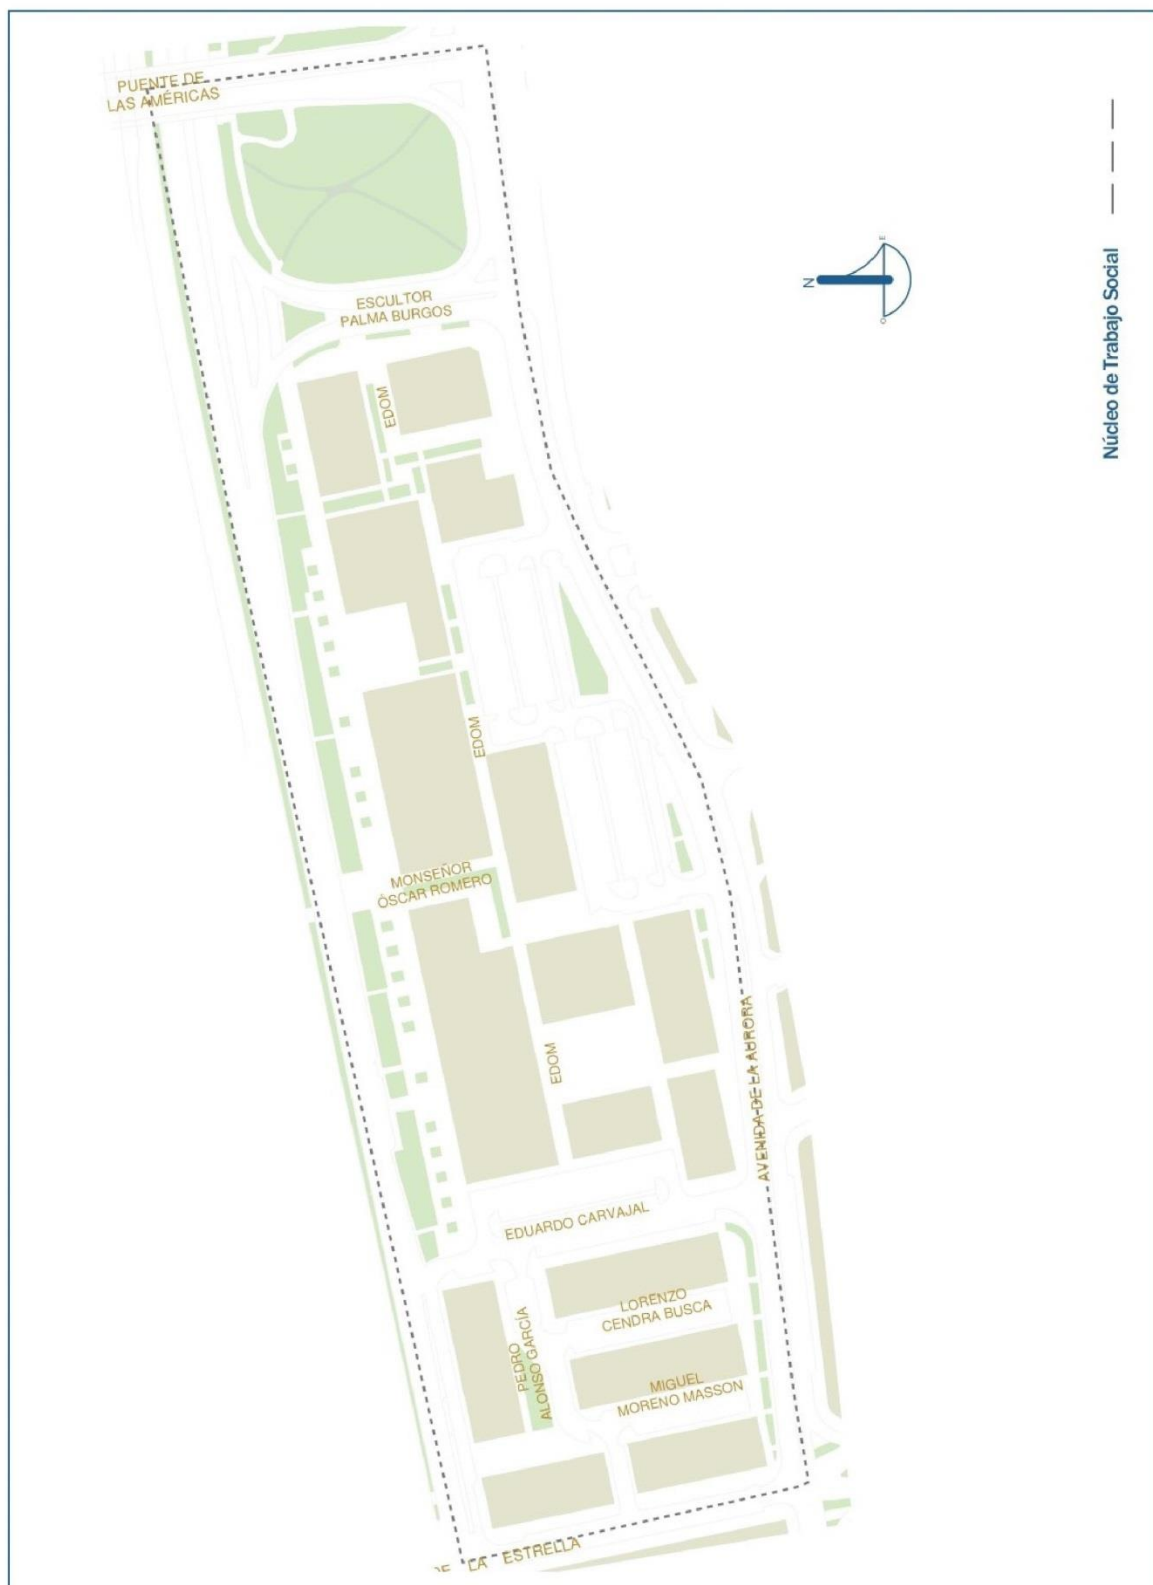 PUENTE DE
LAS AMÉRICAS
N
E
O
Núcleo de Trabajo Social
ESCULTOR
PALMA BURGOS
EDOM
EDOM
MONSEÑOR
ÓSCAR ROMERO
EDOM
AVENIDA DE LA AURORA
EDUARDO CARVAJAL
LORENZO
CENDRA BUSCA
PEDRO
ALONSO GARCÍA
MIGUEL
MORENO MASSON
DE LA ESTRELLA